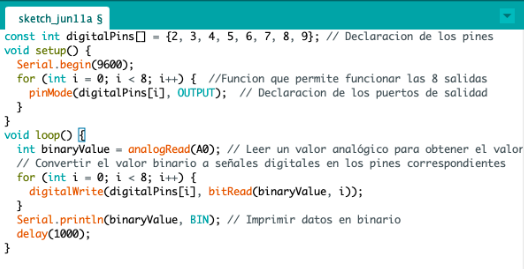 sketch_jun11a §
const int digitalPins[] = {2, 3, 4, 5, 6, 7, 8, 9}; // Declaracion de los pines
void setup() {
  Serial.begin(9600);
  for (int i = 0; i < 8; i++) {  //Funcion que permite funcionar las 8 salidas
    pinMode(digitalPins[i], OUTPUT);  // Declaracion de los puertos de salidad
  }
}
void loop() {
  int binaryValue = analogRead(A0); // Leer un valor analógico para obtener el valor
  // Convertir el valor binario a señales digitales en los pines correspondientes
  for (int i = 0; i < 8; i++) {
    digitalWrite(digitalPins[i], bitRead(binaryValue, i));
  }
  Serial.println(binaryValue, BIN); // Imprimir datos en binario
  delay(1000);
}